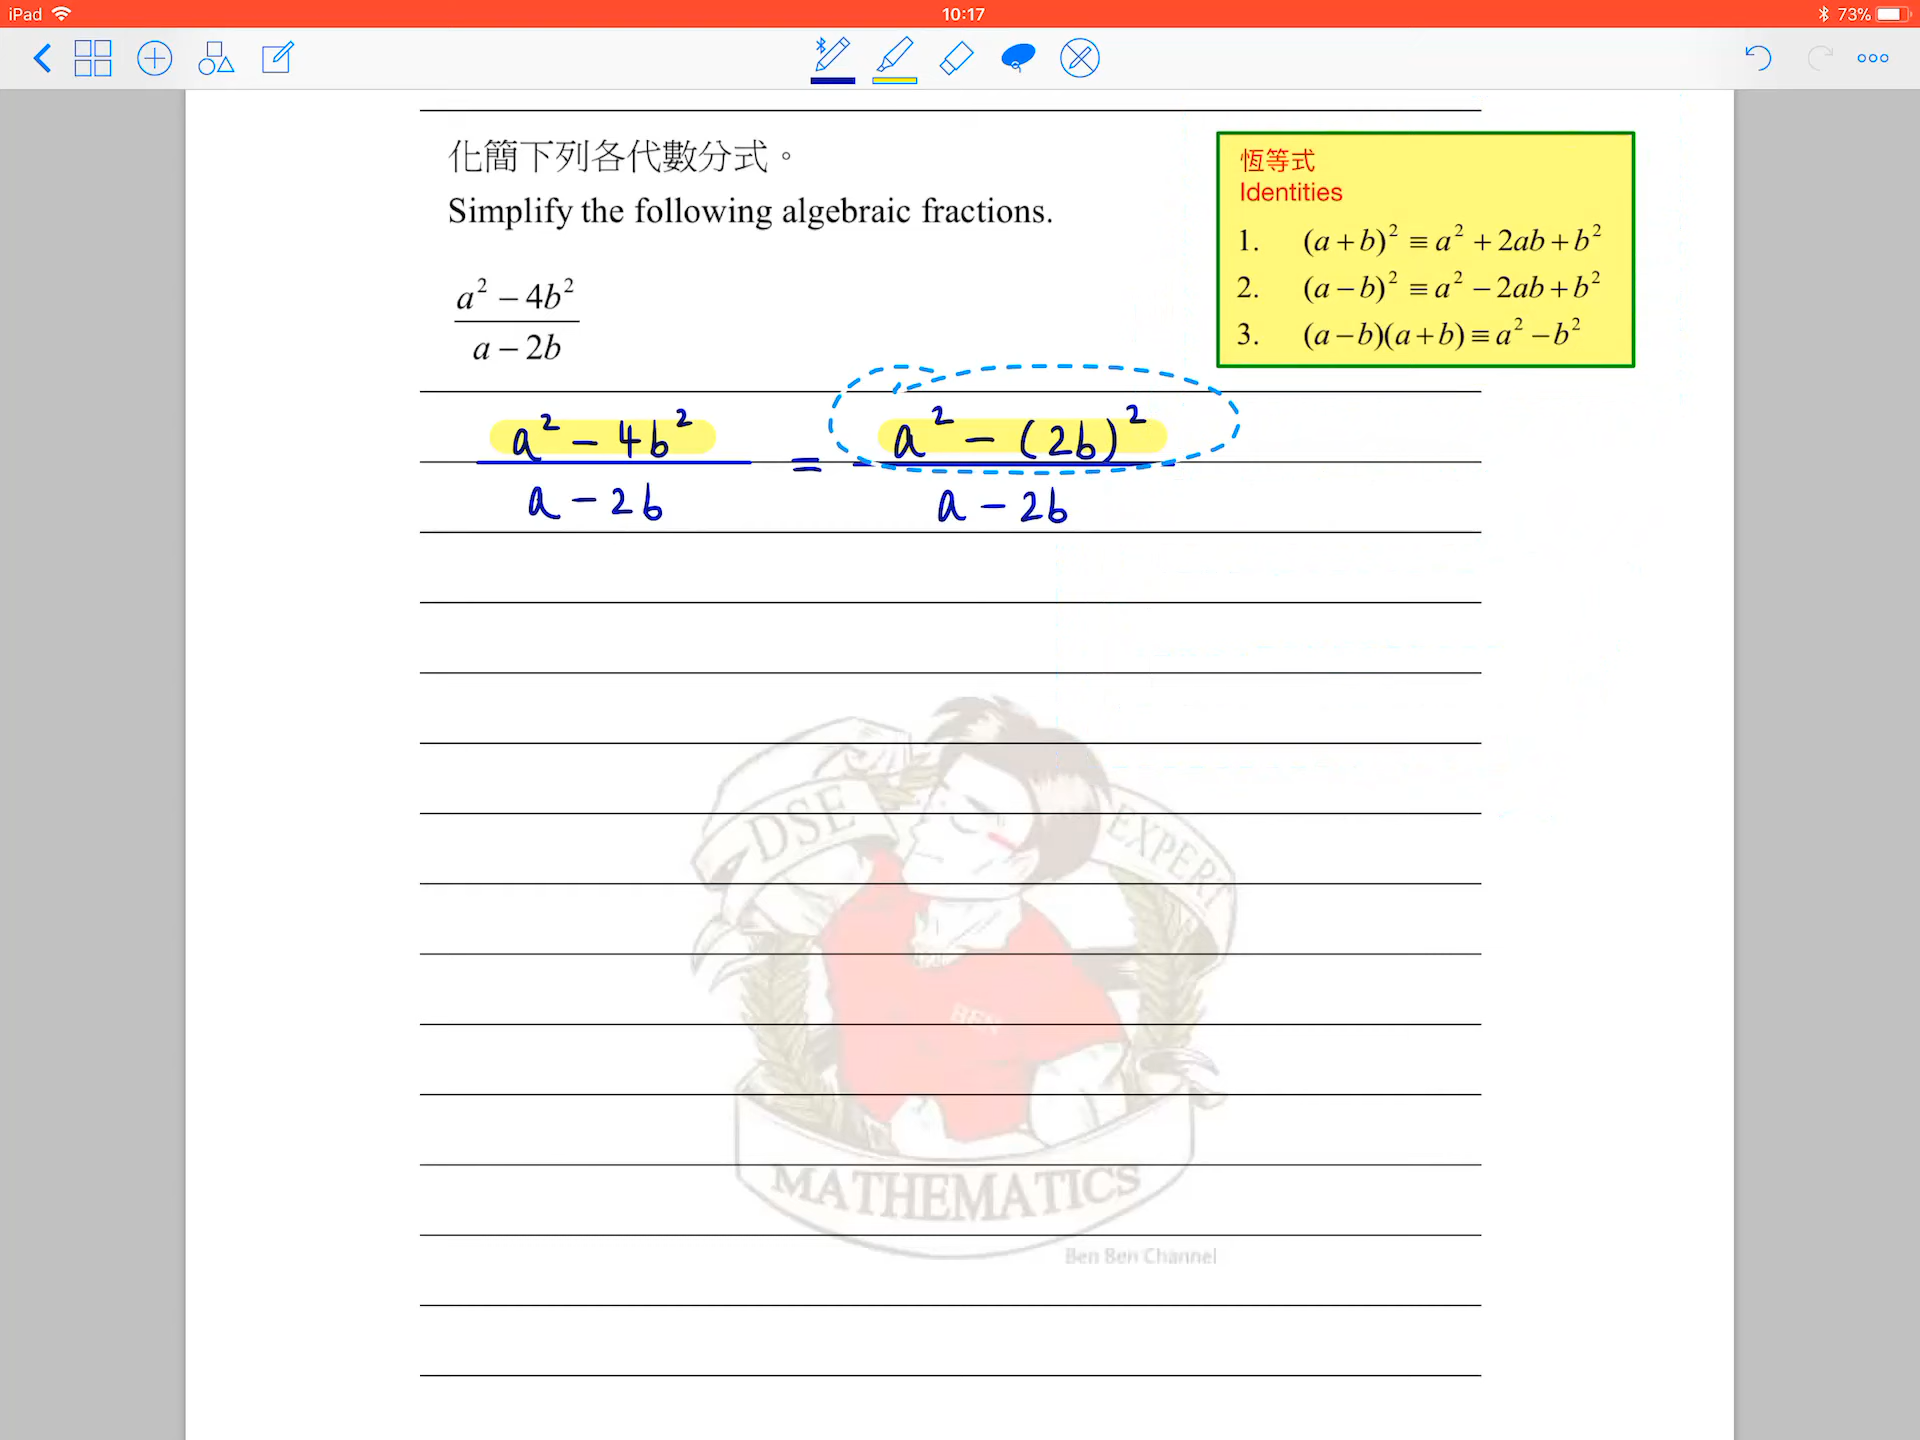 iPad 10:17 73%
化簡下列各代數分式。
Simplify the following algebraic fractions.
a² – 4b²
a – 2b
恆等式
Identities
1. (a + b)² ≡ a² + 2ab + b²
2. (a – b)² ≡ a² – 2ab + b²
3. (a – b)(a + b) ≡ a² – b²
a² – 4b² = a² – (2b)²
a – 2b a – 2b
DSE EXPERT
BEN
MATHEMATICS
Ben Ben Channel